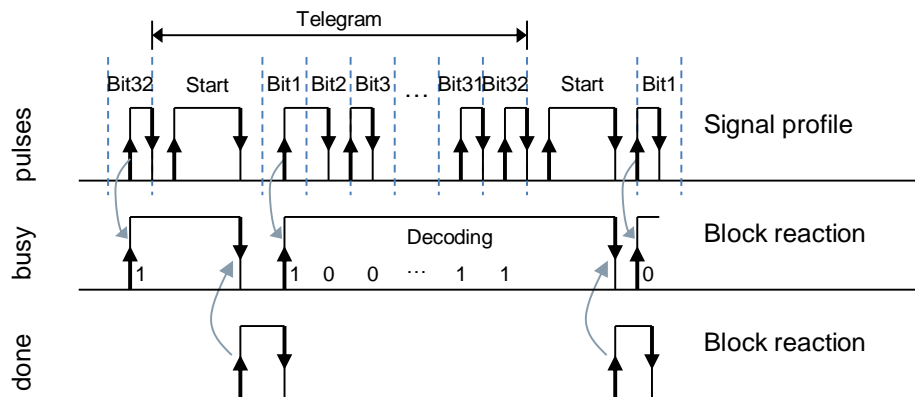 Telegram
Bit32 Start Bit1 Bit2 Bit3 ... Bit31 Bit32 Start Bit1
pulses
Signal profile
busy
Decoding
Block reaction
1 1 0 0 ... 1 1 0
done
Block reaction